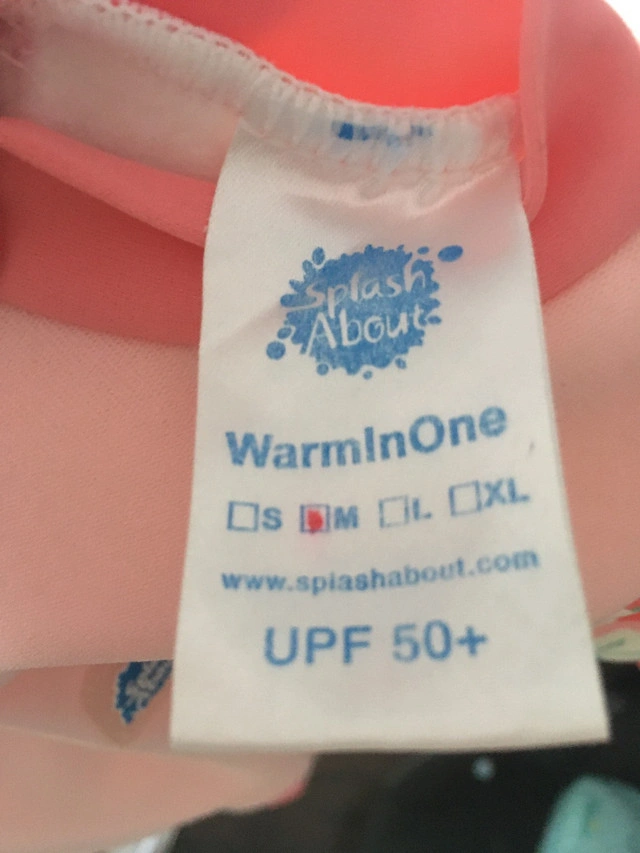 Splash
About
WarmInOne
S M L XL
www.splashabout.com
UPF 50+